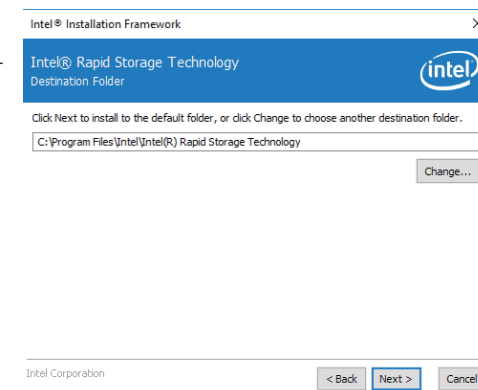 Intel® Installation Framework
Intel® Rapid Storage Technology
Destination Folder
intel
Click Next to install to the default folder, or click Change to choose another destination folder.
C:\Program Files\Intel\Intel(R) Rapid Storage Technology
Change...
Intel Corporation
< Back Next > Cancel